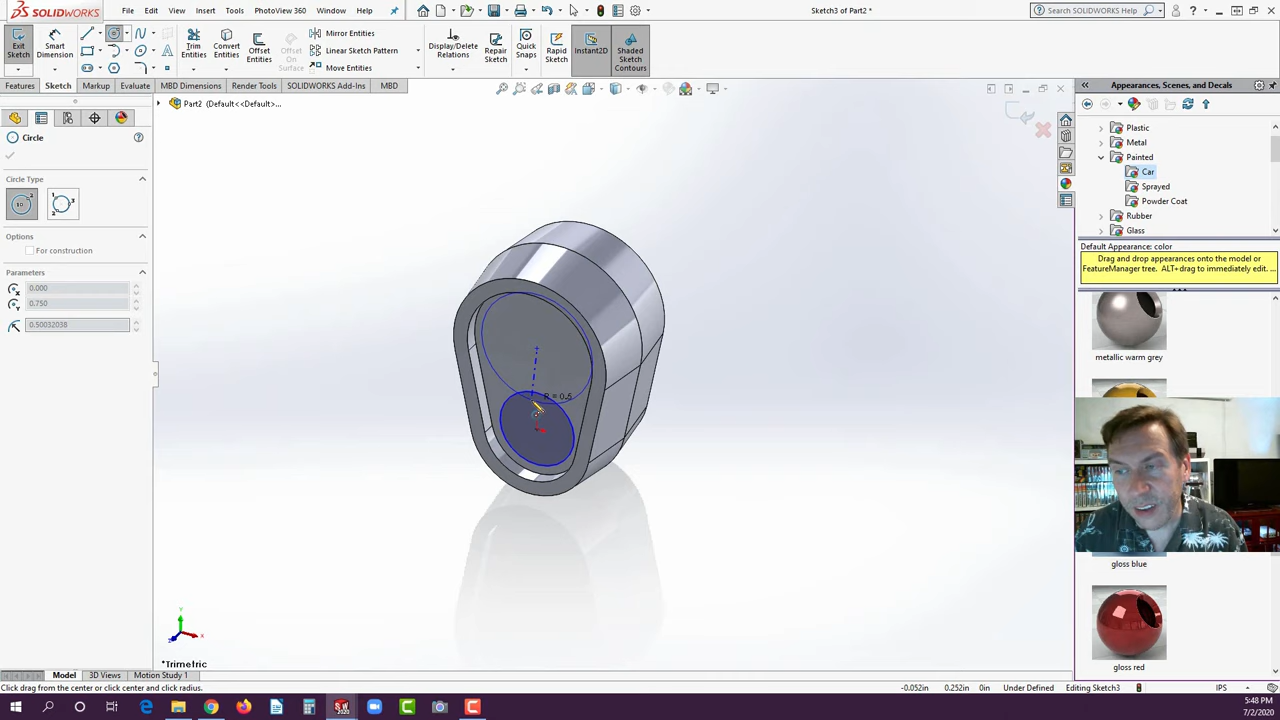 SOLIDWORKS
File Edit View Insert Tools PhotoView 360 Window Help
Sketch3 of Part2 *
Search SOLIDWORKS Help
Exit Sketch
Smart Dimension
Trim Entities
Convert Entities
Offset Entities
Offset On Surface
Mirror Entities
Linear Sketch Pattern
Move Entities
Display/Delete Relations
Repair Sketch
Quick Snaps
Rapid Sketch
Instant2D
Shaded Sketch Contours
Features Sketch Markup Evaluate MBD Dimensions Render Tools SOLIDWORKS Add-Ins MBD
Part2 (Default<<Default>...
Circle
Circle Type
Options
For construction
Parameters
0.000
0.750
0.50032038
R = 0.5
Y
X
Z
*Trimetric
Appearances, Scenes, and Decals
Plastic
Metal
Painted
Car
Sprayed
Powder Coat
Rubber
Glass
Default Appearance: color
Drag and drop appearances onto the model or
FeatureManager tree. ALT+drag to immediately edit. ...
metallic warm grey
gloss blue
gloss red
Model 3D Views Motion Study 1
Click drag from the center or click center and click radius.
-0.052in 0.252in 0in Under Defined Editing Sketch3 IPS
5:48 PM
7/2/2020